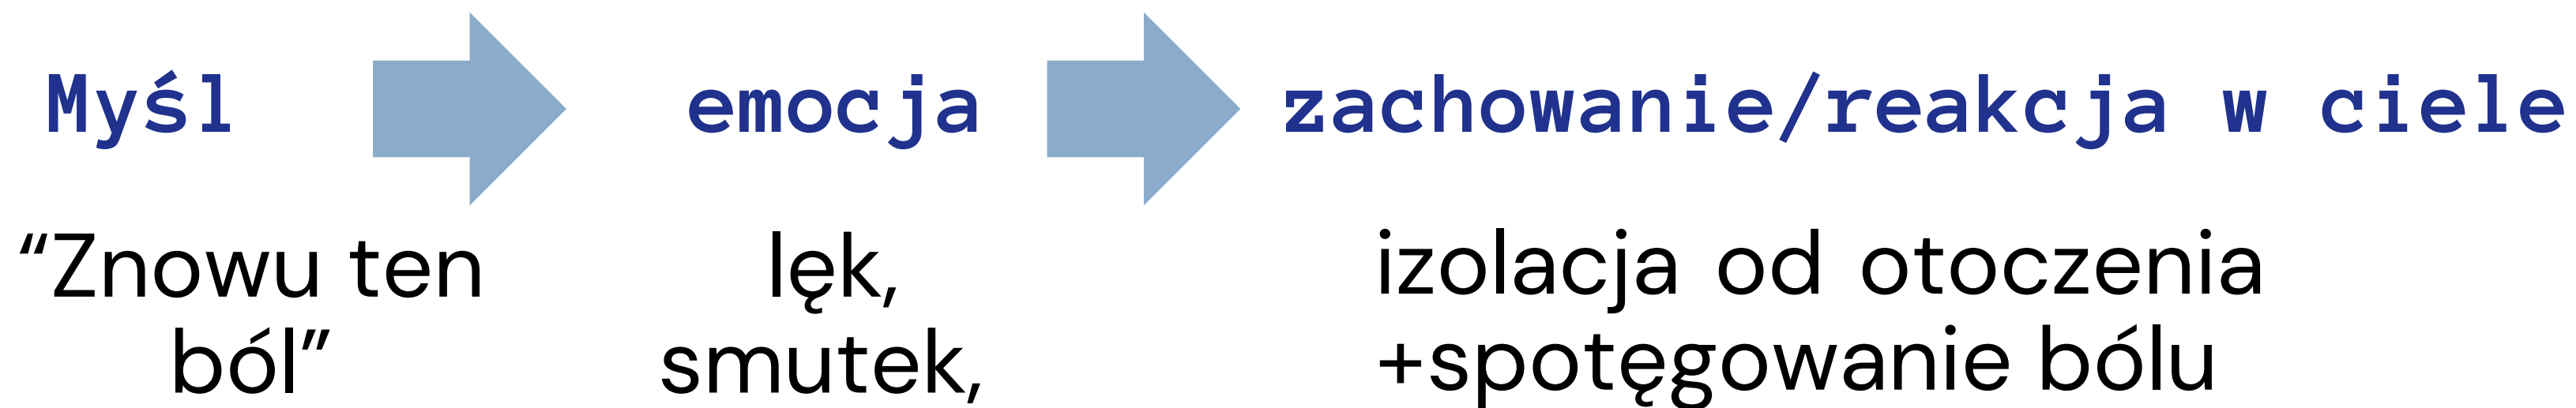 Myśl emocja zachowanie/reakcja w ciele
“Znowu ten
ból”
lęk,
smutek,
izolacja od otoczenia
+spotęgowanie bólu